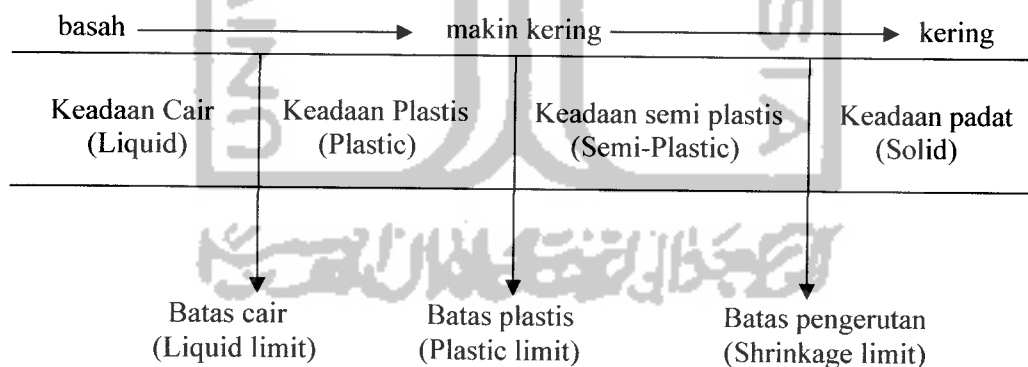 basah makin kering kering
Keadaan Cair Keadaan Plastis Keadaan semi plastis Keadaan padat
(Liquid) (Plastic) (Semi-Plastic) (Solid)
Batas cair Batas plastis Batas pengerutan
(Liquid limit) (Plastic limit) (Shrinkage limit)